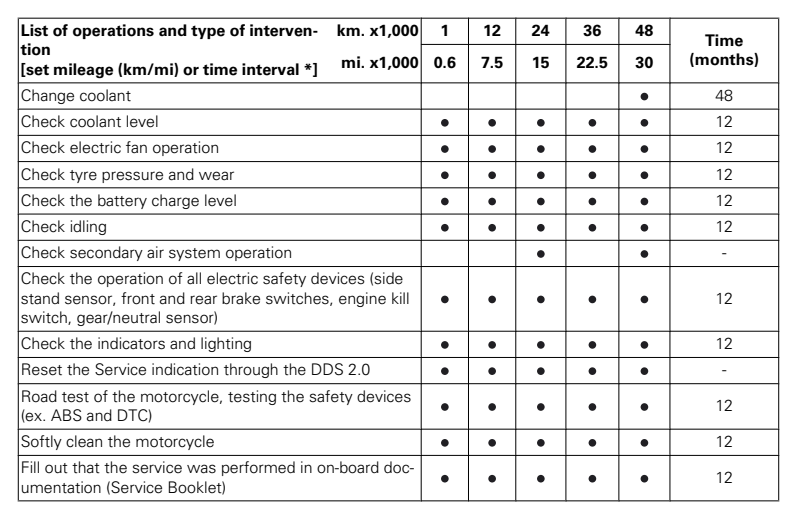 List of operations and type of interven- km. x1,000 1 12 24 36 48 Time
tion
[set mileage (km/mi) or time interval *] mi. x1,000 0.6 7.5 15 22.5 30 (months)
Change coolant ● 48
Check coolant level ● ● ● ● ● 12
Check electric fan operation ● ● ● ● ● 12
Check tyre pressure and wear ● ● ● ● ● 12
Check the battery charge level ● ● ● ● ● 12
Check idling ● ● ● ● ● 12
Check secondary air system operation ● ● -
Check the operation of all electric safety devices (side
stand sensor, front and rear brake switches, engine kill ● ● ● ● ● 12
switch, gear/neutral sensor)
Check the indicators and lighting ● ● ● ● ● 12
Reset the Service indication through the DDS 2.0 ● ● ● ● ● -
Road test of the motorcycle, testing the safety devices
(ex. ABS and DTC) ● ● ● ● ● 12
Softly clean the motorcycle ● ● ● ● ● 12
Fill out that the service was performed in on-board doc-
umentation (Service Booklet) ● ● ● ● ● 12